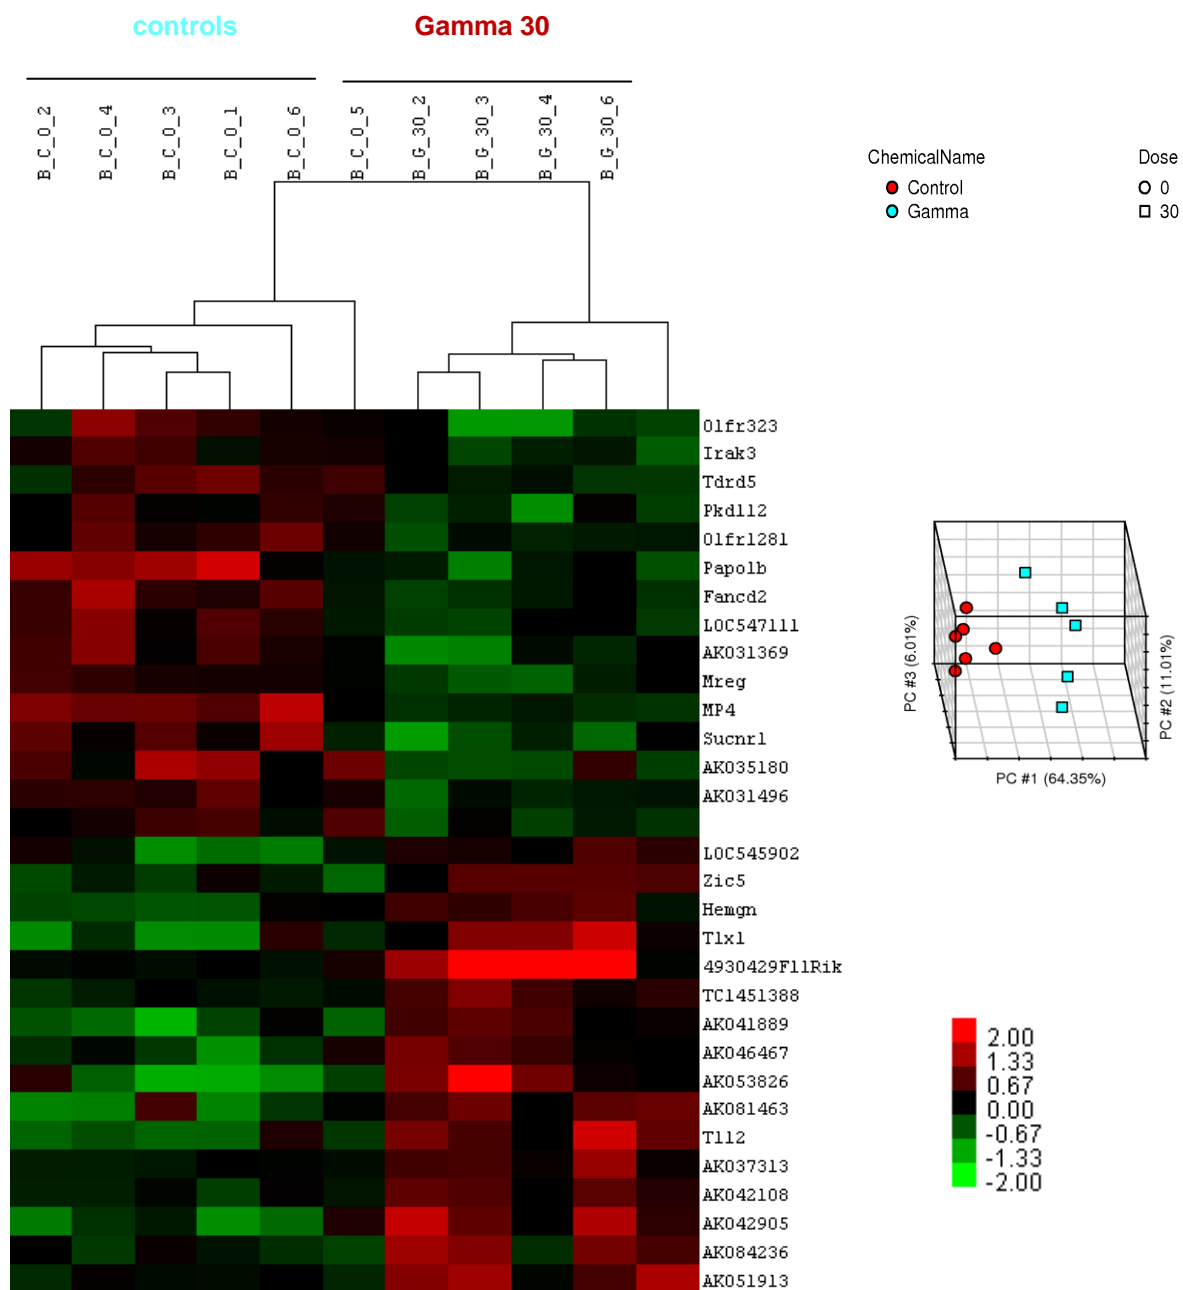 controls Gamma 30
B_C_0_2 B_C_0_4 B_C_0_3 B_C_0_1 B_C_0_6 B_C_0_5 B_G_30_2 B_G_30_3 B_G_30_4 B_G_30_6
ChemicalName Dose
Control 0
Gamma 30
Olfr323
Irak3
Tdrd5
Pkd1l2
Olfr1281
Papolb
Fancd2
LOC547111
AK031369
Mreg
MP4
Sucnr1
AK035180
AK031496
LOC545902
Zic5
Hemgn
Tlx1
4930429F11Rik
TC1451388
AK041889
AK046467
AK053826
AK081463
Tll2
AK037313
AK042108
AK042905
AK084236
AK051913
PC #3 (6.01%)
PC #2 (11.01%)
PC #1 (64.35%)
2.00
1.33
0.67
0.00
-0.67
-1.33
-2.00